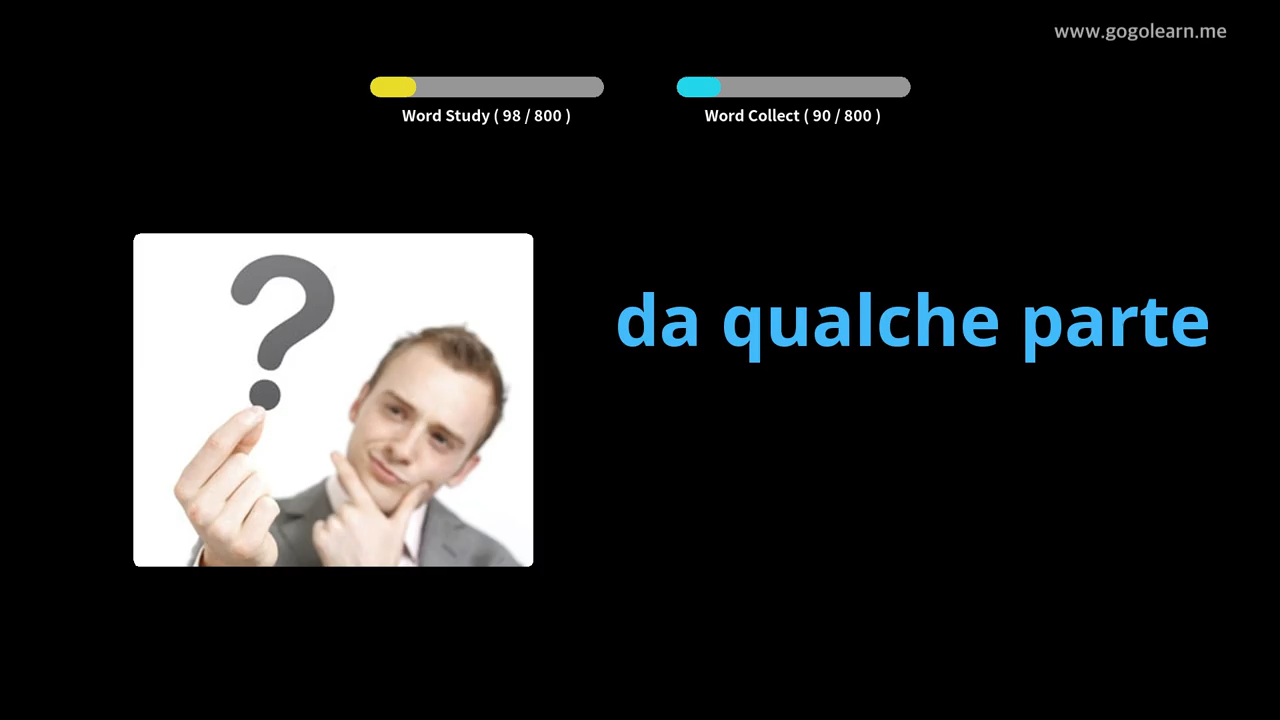 www.gogolearn.me
Word Study ( 98 / 800 )
Word Collect ( 90 / 800 )
?
da qualche parte